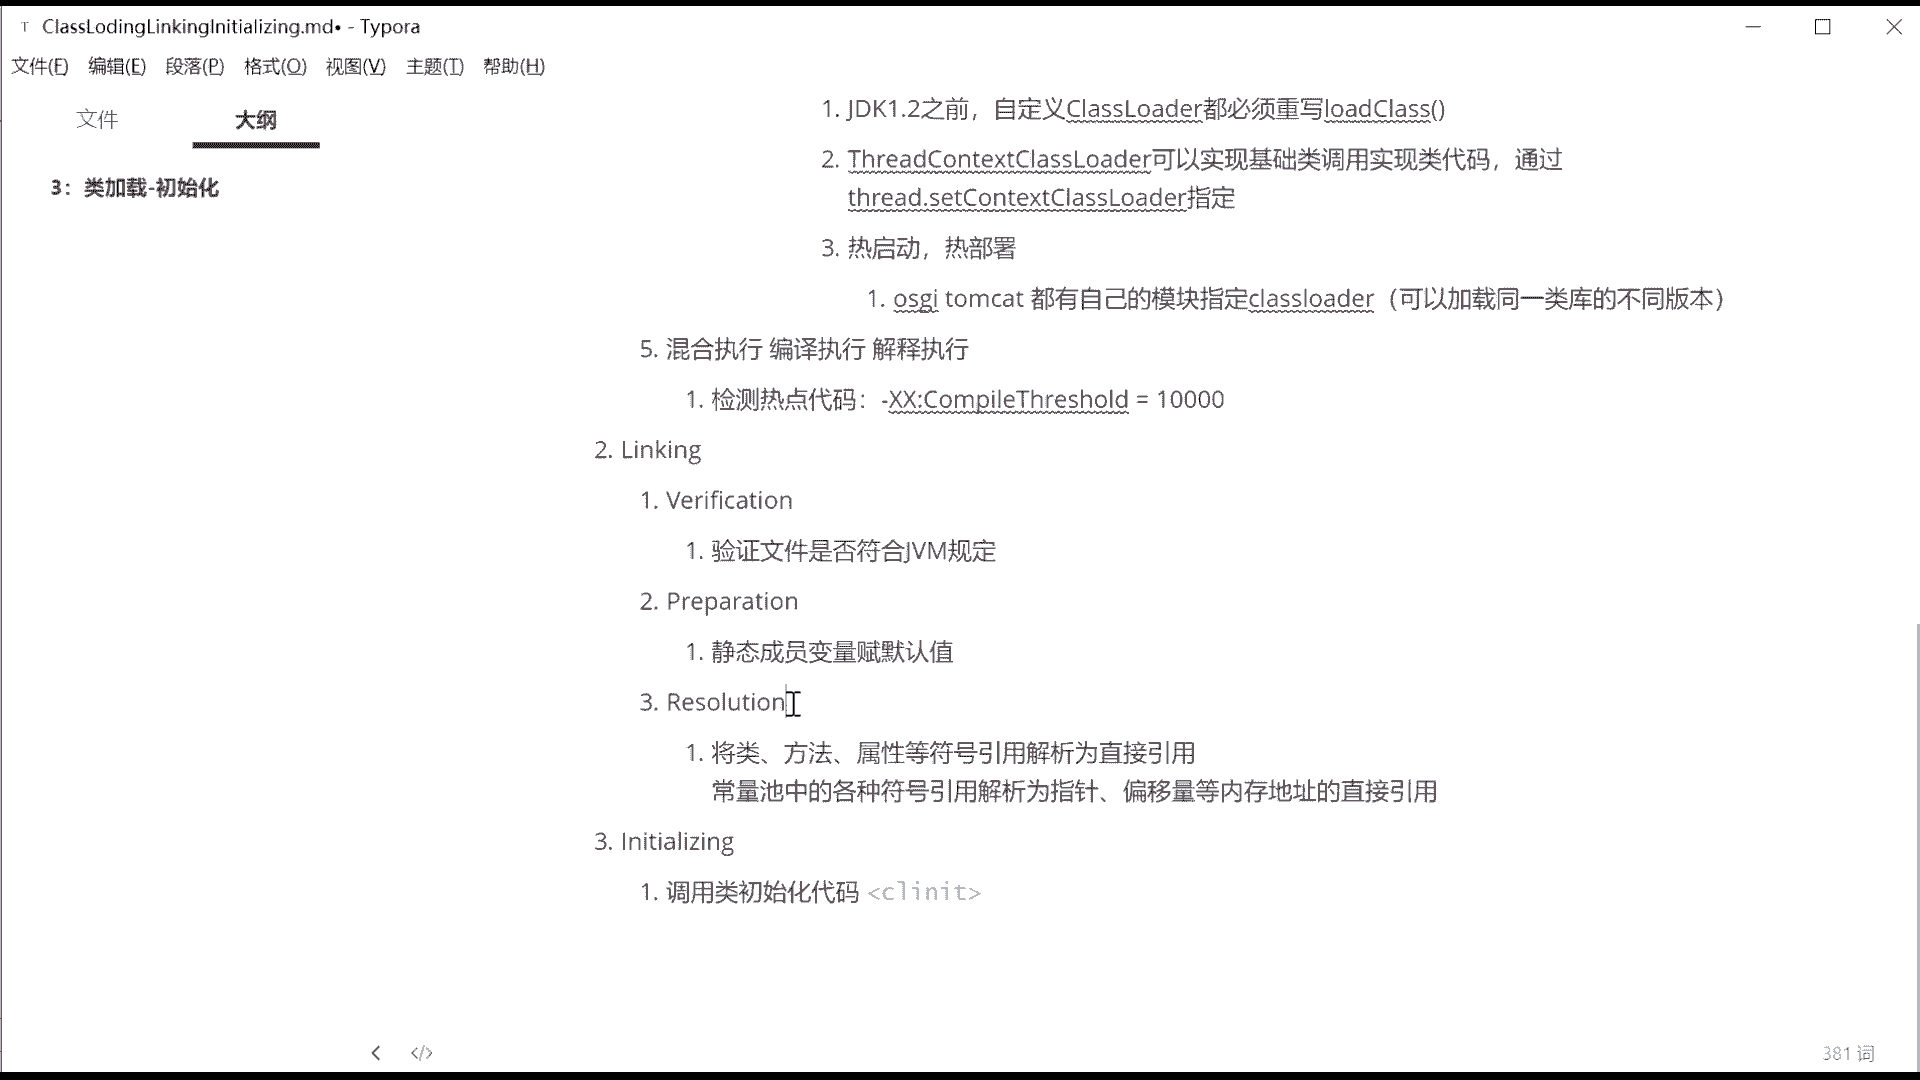 T ClassLodingLinkingInitializing.md• - Typora
文件(F) 编辑(E) 段落(P) 格式(O) 视图(V) 主题(T) 帮助(H)
文件 大纲
3：类加载-初始化
1. JDK1.2之前，自定义ClassLoader都必须重写loadClass()
2. ThreadContextClassLoader可以实现基础类调用实现类代码，通过
thread.setContextClassLoader指定
3. 热启动，热部署
1. osgi tomcat 都有自己的模块指定classloader（可以加载同一类库的不同版本）
5. 混合执行 编译执行 解释执行
1. 检测热点代码：-XX:CompileThreshold = 10000
2. Linking
1. Verification
1. 验证文件是否符合JVM规定
2. Preparation
1. 静态成员变量赋默认值
3. Resolution
1. 将类、方法、属性等符号引用解析为直接引用
常量池中的各种符号引用解析为指针、偏移量等内存地址的直接引用
3. Initializing
1. 调用类初始化代码 <clinit>
</> 381 词